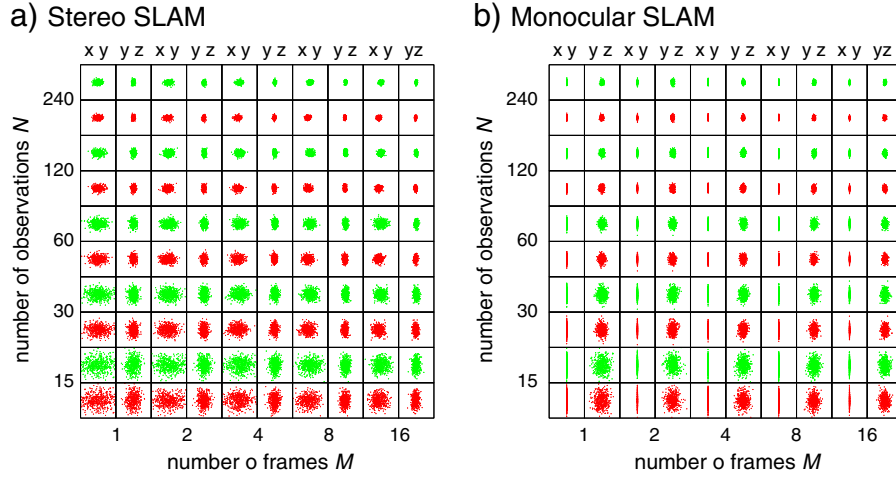 a) Stereo SLAM
x y y z x y y z x y y z x y y z x y yz
240
120
60
30
15
number of observations N
1 2 4 8 16
number o frames M
b) Monocular SLAM
x y y z x y y z x y y z x y y z x y yz
240
120
60
30
15
number of observations N
1 2 4 8 16
number o frames M